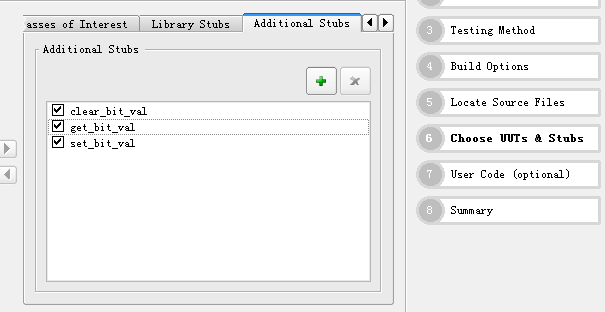 asses of Interest
Library Stubs
Additional Stubs
Additional Stubs
clear_bit_val
get_bit_val
set_bit_val
3 Testing Method
4 Build Options
5 Locate Source Files
6 Choose UUTs & Stubs
7 User Code (optional)
8 Summary